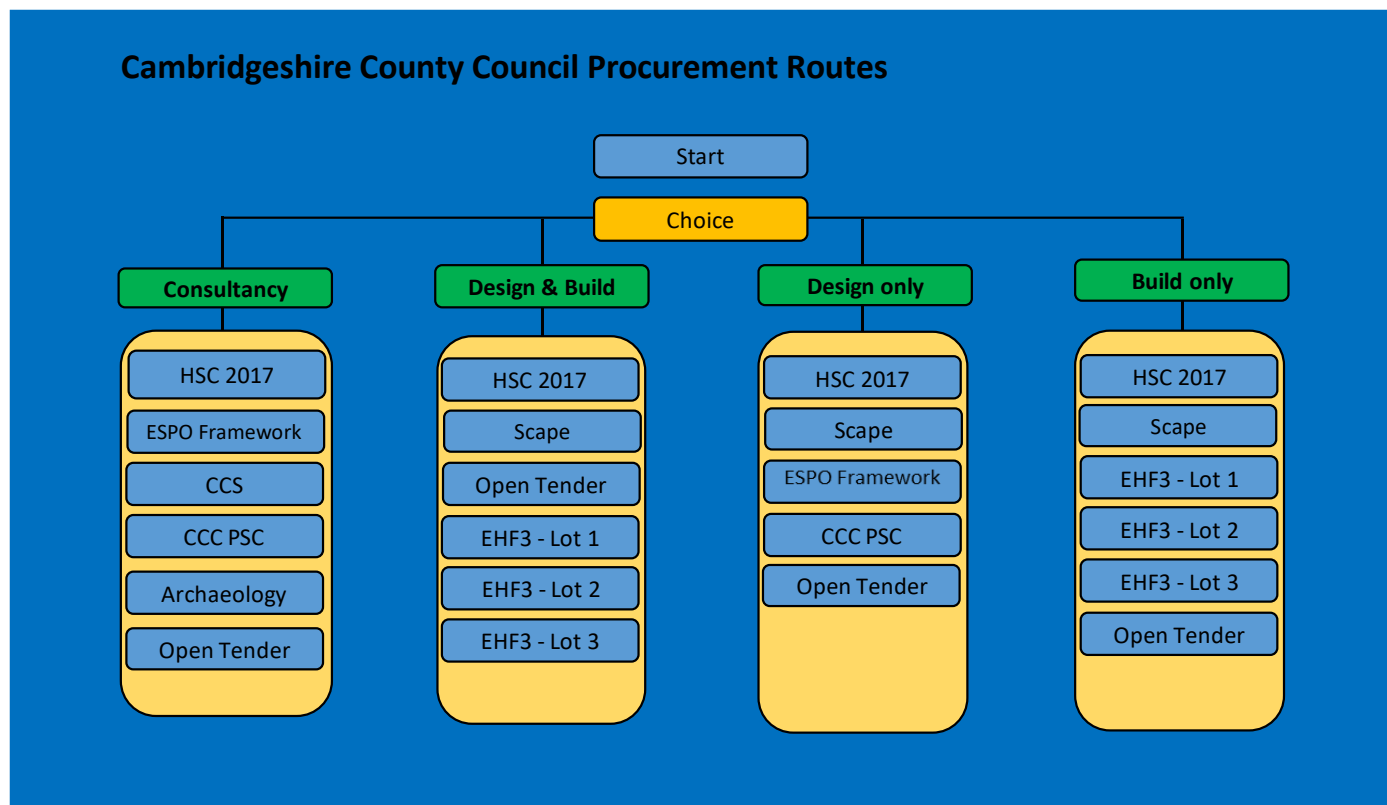 Cambridgeshire County Council Procurement Routes
Start
Choice
Consultancy
HSC 2017
ESPO Framework
CCS
CCC PSC
Archaeology
Open Tender
Design & Build
HSC 2017
Scape
Open Tender
EHF3 - Lot 1
EHF3 - Lot 2
EHF3 - Lot 3
Design only
HSC 2017
Scape
ESPO Framework
CCC PSC
Open Tender
Build only
HSC 2017
Scape
EHF3 - Lot 1
EHF3 - Lot 2
EHF3 - Lot 3
Open Tender